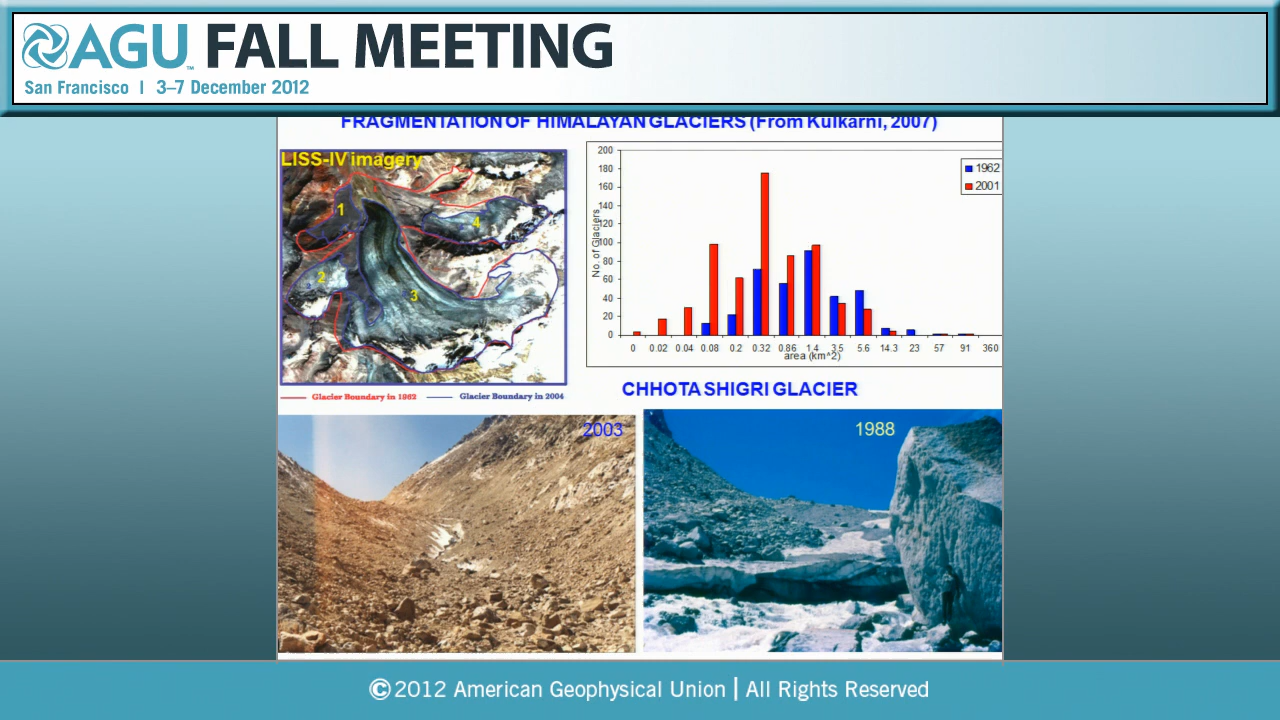 AGU FALL MEETING
TM
San Francisco | 3–7 December 2012
FRAGMENTATION OF HIMALAYAN GLACIERS (From Kulkarni, 2007)
LISS-IV imagery
1
4
2
3
Glacier Boundary in 1962
Glacier Boundary in 2004
200
180
160
140
120
100
80
60
40
20
0
No. of Glaciers
1962
2001
0 0.02 0.04 0.08 0.2 0.32 0.86 1.4 3.5 5.6 14.3 23 57 91 360
area (km^2)
CHHOTA SHIGRI GLACIER
2003
1988
©2012 American Geophysical Union | All Rights Reserved